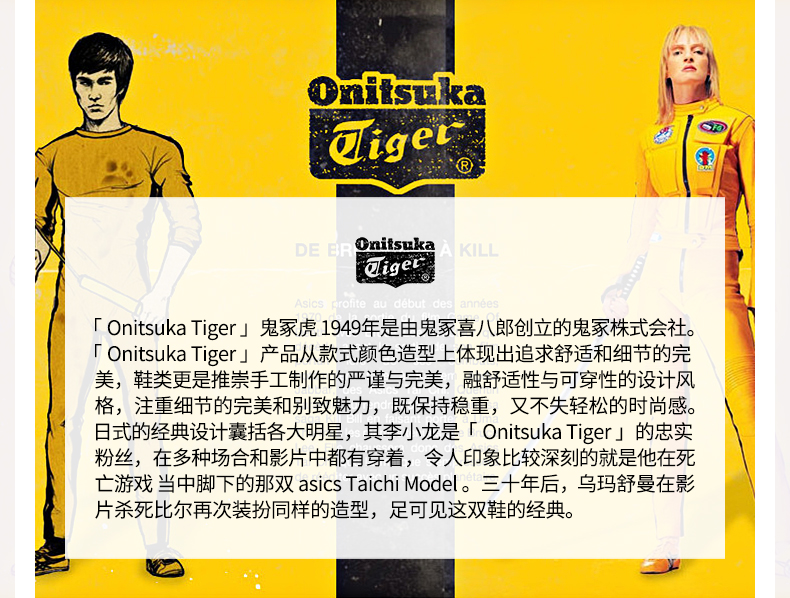 Onitsuka
Tiger®
Onitsuka
Tiger®
DE BR
À KILL
Asics profite au début des années
「 Onitsuka Tiger 」鬼冢虎 1949年是由鬼冢喜八郎创立的鬼冢株式会社。
「 Onitsuka Tiger 」产品从款式颜色造型上体现出追求舒适和细节的完
美，鞋类更是推崇手工制作的严谨与完美，融舒适性与可穿性的设计风
格，注重细节的完美和别致魅力，既保持稳重，又不失轻松的时尚感。
日式的经典设计囊括各大明星，其李小龙是「 Onitsuka Tiger 」的忠实
粉丝，在多种场合和影片中都有穿着，令人印象比较深刻的就是他在死
亡游戏 当中脚下的那双 asics Taichi Model 。三十年后，乌玛舒曼在影
片杀死比尔再次装扮同样的造型，足可见这双鞋的经典。